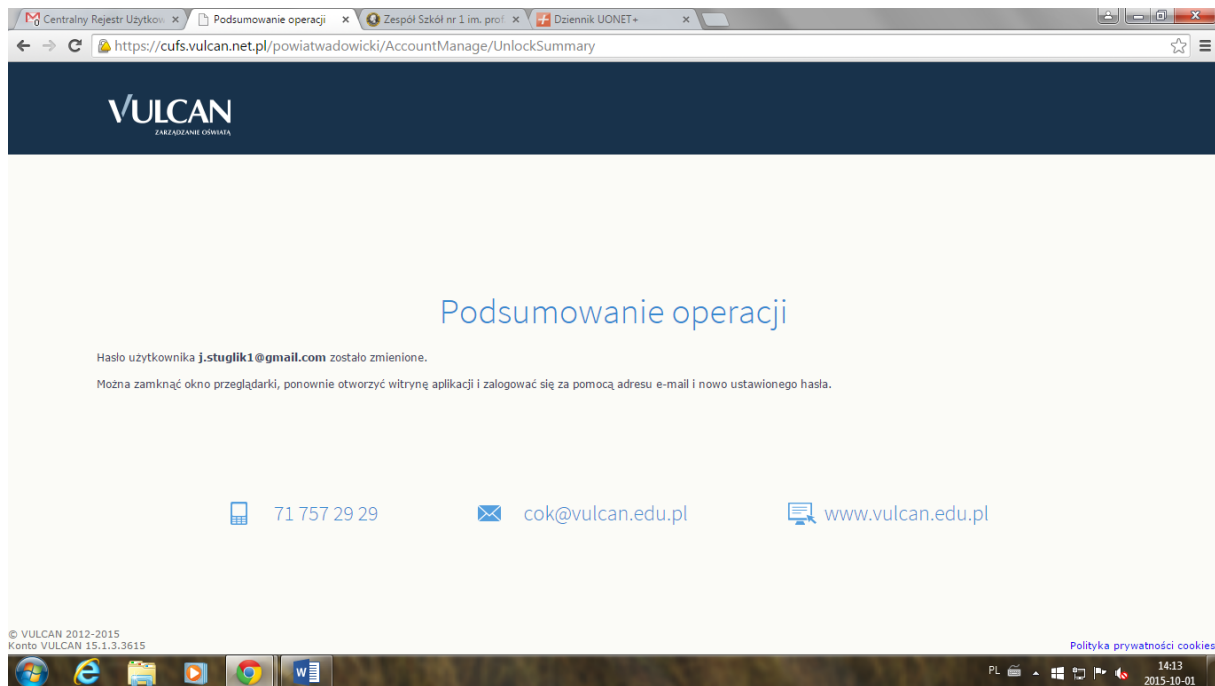 Centralny Rejestr Użytkow
Podsumowanie operacji
Zespół Szkół nr 1 im. prof
Dziennik UONET+
https://cufs.vulcan.net.pl/powiatwadowicki/AccountManage/UnlockSummary
VULCAN
ZARZĄDZANIE OŚWIATĄ
Podsumowanie operacji
Hasło użytkownika j.stuglik1@gmail.com zostało zmienione.
Można zamknąć okno przeglądarki, ponownie otworzyć witrynę aplikacji i zalogować się za pomocą adresu e-mail i nowo ustawionego hasła.
71 757 29 29
cok@vulcan.edu.pl
www.vulcan.edu.pl
© VULCAN 2012-2015
Konto VULCAN 15.1.3.3615
Polityka prywatności cookies
PL
14:13
2015-10-01